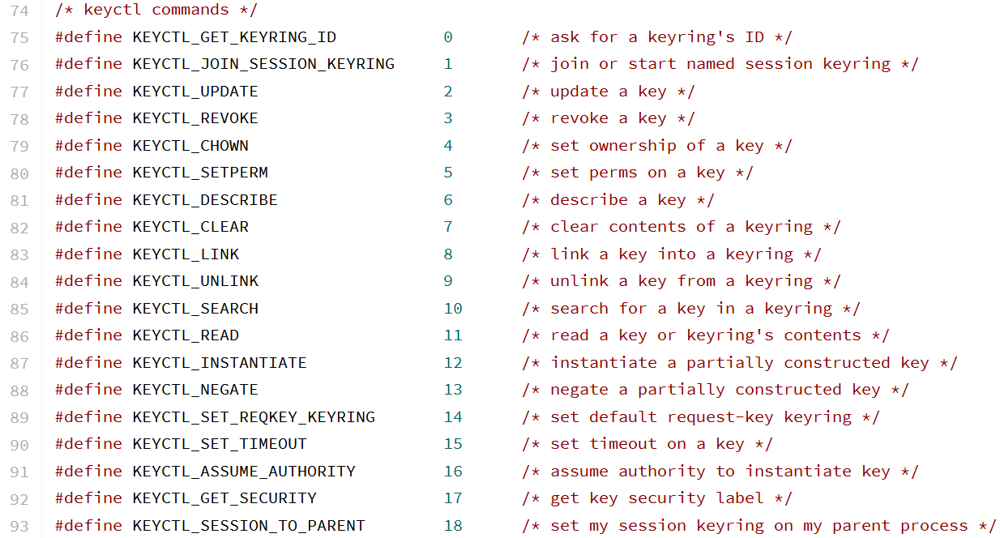 74 /* keyctl commands */
75 #define KEYCTL_GET_KEYRING_ID 0 /* ask for a keyring's ID */
76 #define KEYCTL_JOIN_SESSION_KEYRING 1 /* join or start named session keyring */
77 #define KEYCTL_UPDATE 2 /* update a key */
78 #define KEYCTL_REVOKE 3 /* revoke a key */
79 #define KEYCTL_CHOWN 4 /* set ownership of a key */
80 #define KEYCTL_SETPERM 5 /* set perms on a key */
81 #define KEYCTL_DESCRIBE 6 /* describe a key */
82 #define KEYCTL_CLEAR 7 /* clear contents of a keyring */
83 #define KEYCTL_LINK 8 /* link a key into a keyring */
84 #define KEYCTL_UNLINK 9 /* unlink a key from a keyring */
85 #define KEYCTL_SEARCH 10 /* search for a key in a keyring */
86 #define KEYCTL_READ 11 /* read a key or keyring's contents */
87 #define KEYCTL_INSTANTIATE 12 /* instantiate a partially constructed key */
88 #define KEYCTL_NEGATE 13 /* negate a partially constructed key */
89 #define KEYCTL_SET_REQKEY_KEYRING 14 /* set default request-key keyring */
90 #define KEYCTL_SET_TIMEOUT 15 /* set timeout on a key */
91 #define KEYCTL_ASSUME_AUTHORITY 16 /* assume authority to instantiate key */
92 #define KEYCTL_GET_SECURITY 17 /* get key security label */
93 #define KEYCTL_SESSION_TO_PARENT 18 /* set my session keyring on my parent process */